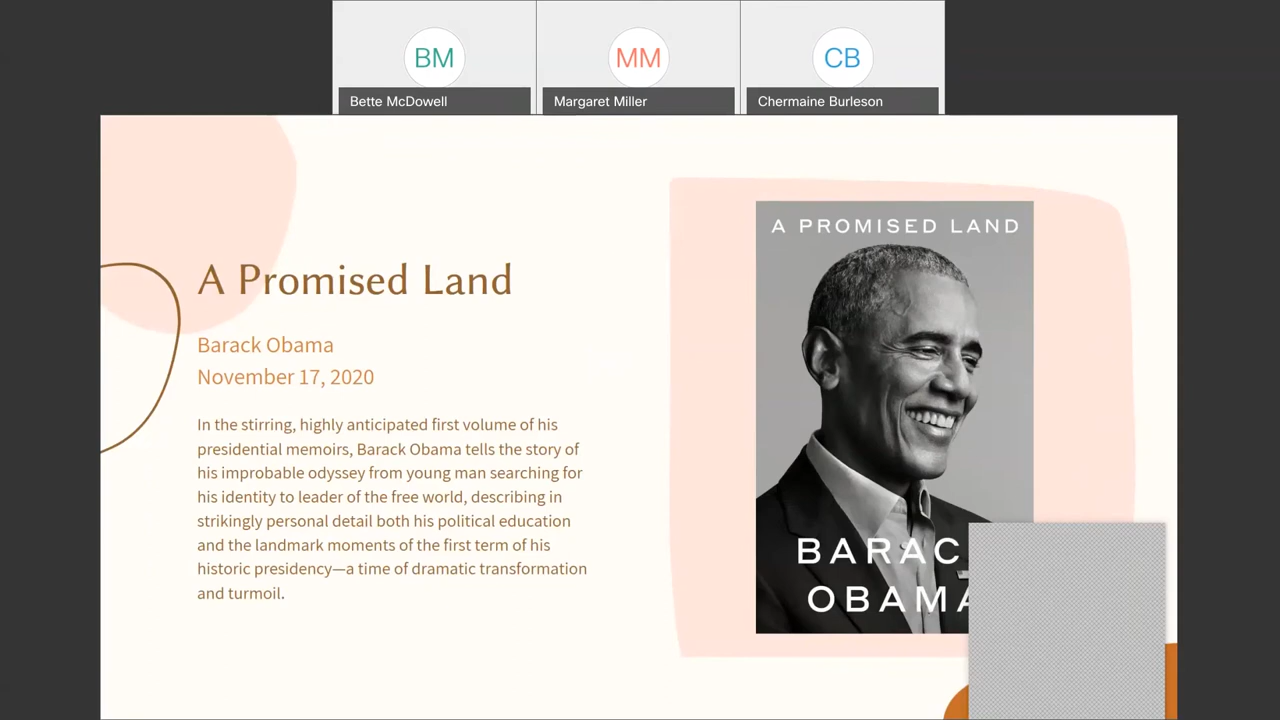 BM
Bette McDowell
MM
Margaret Miller
CB
Chermaine Burleson
A Promised Land
Barack Obama
November 17, 2020
In the stirring, highly anticipated first volume of his
presidential memoirs, Barack Obama tells the story of
his improbable odyssey from young man searching for
his identity to leader of the free world, describing in
strikingly personal detail both his political education
and the landmark moments of the first term of his
historic presidency—a time of dramatic transformation
and turmoil.
A PROMISED LAND
BARAC
OBAMA